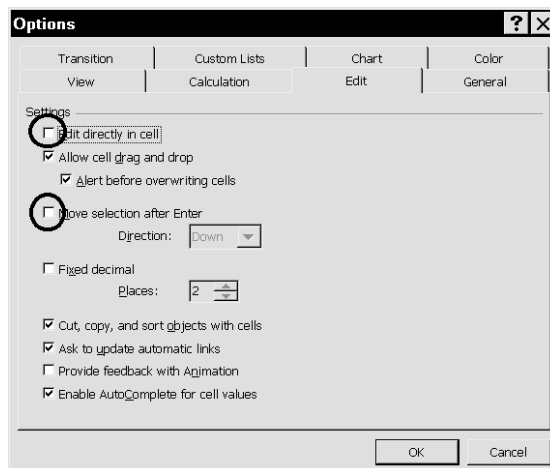 Options ? X
Transition Custom Lists Chart Color
View Calculation Edit General
Settings
Edit directly in cell
Allow cell drag and drop
Alert before overwriting cells
Move selection after Enter
Direction: Down
Fixed decimal
Places: 2
Cut, copy, and sort objects with cells
Ask to update automatic links
Provide feedback with Animation
Enable AutoComplete for cell values
OK Cancel